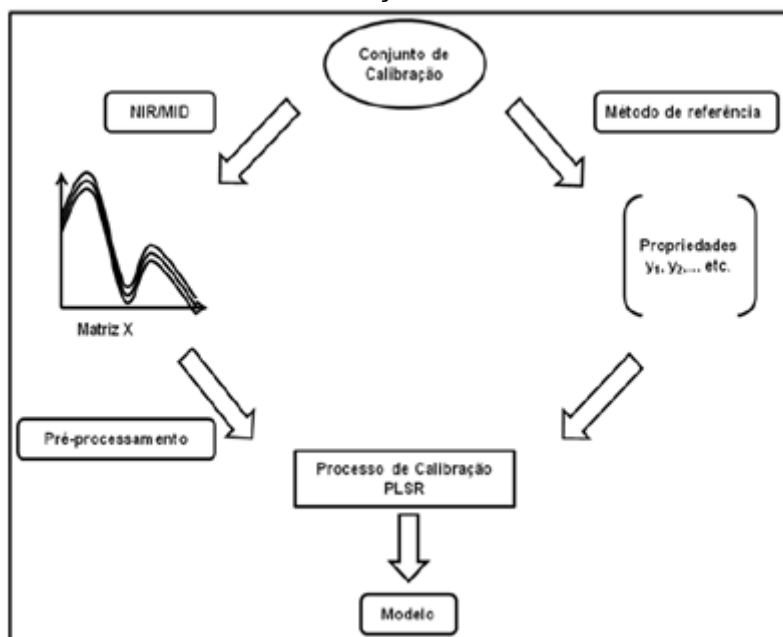 Conjunto de
Calibração
NIR/MID
Método de referência
Propriedades
y₁, y₂,... etc.
Matriz X
Pré-processamento
Processo de Calibração
PLSR
Modelo